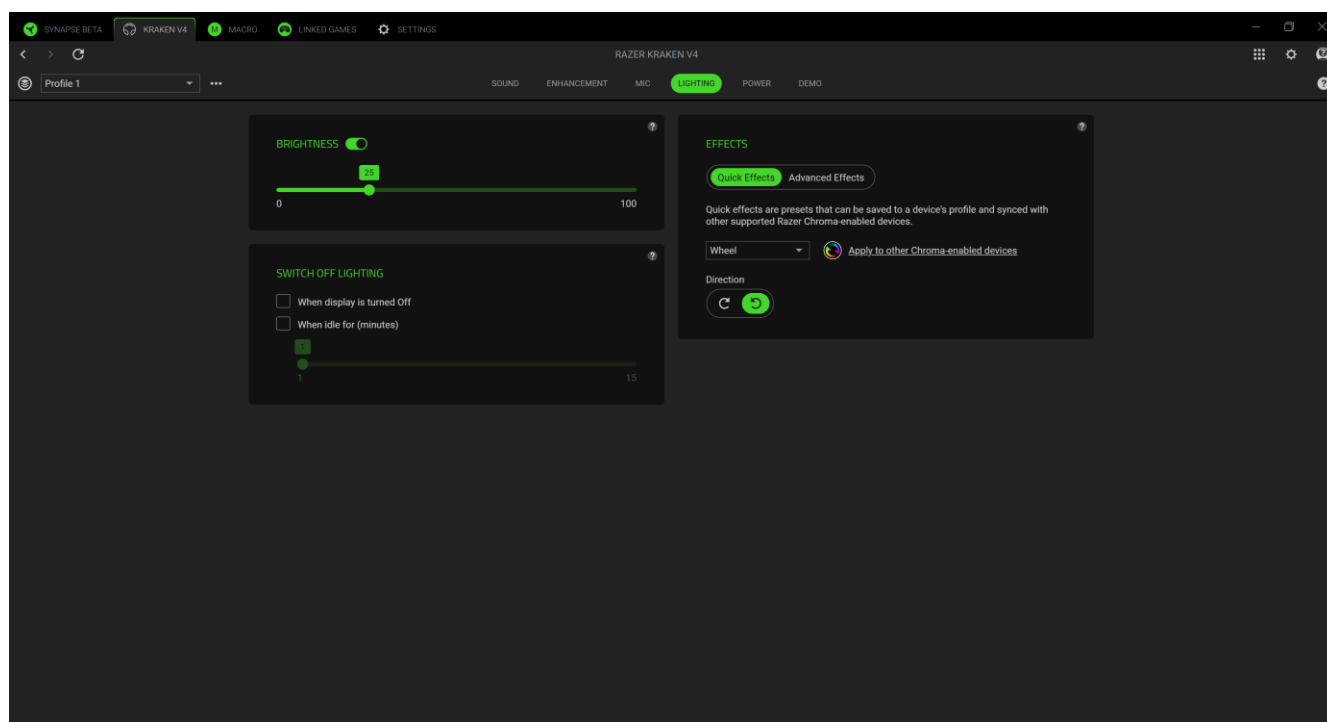 SYNAPSE BETA KRAKEN V4 M MACRO LINKED GAMES SETTINGS
RAZER KRAKEN V4
Profile 1 SOUND ENHANCEMENT MIC LIGHTING POWER DEMO
BRIGHTNESS
25
0 100
SWITCH OFF LIGHTING
When display is turned Off
When idle for (minutes)
1
1 15
EFFECTS
Quick Effects Advanced Effects
Quick effects are presets that can be saved to a device's profile and synced with
other supported Razer Chroma-enabled devices.
Wheel Apply to other Chroma-enabled devices
Direction